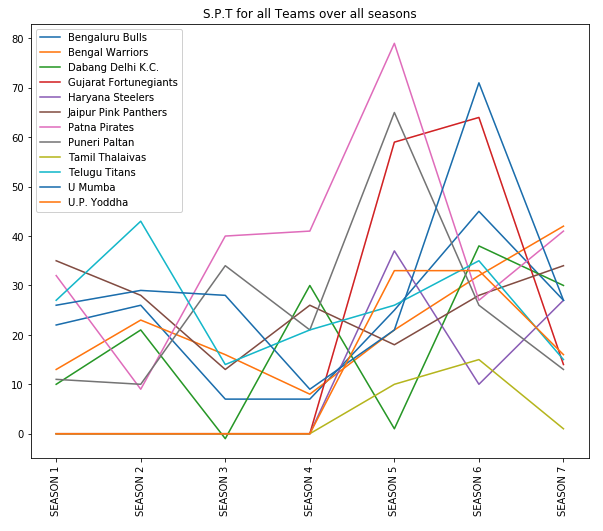 S.P.T for all Teams over all seasons
80
70
60
50
40
30
20
10
0
Bengaluru Bulls
Bengal Warriors
Dabang Delhi K.C.
Gujarat Fortunegiants
Haryana Steelers
Jaipur Pink Panthers
Patna Pirates
Puneri Paltan
Tamil Thalaivas
Telugu Titans
U Mumba
U.P. Yoddha
SEASON 1
SEASON 2
SEASON 3
SEASON 4
SEASON 5
SEASON 6
SEASON 7